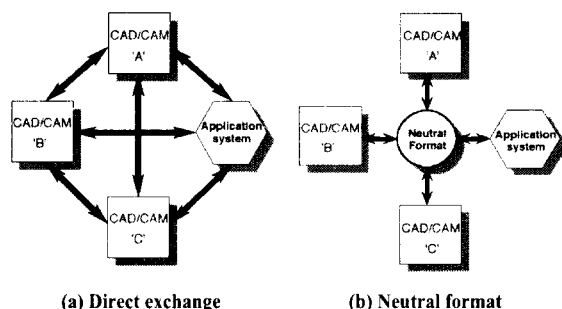 CAD/CAM
'A'
CAD/CAM
'B'
Application
system
CAD/CAM
'C'
(a) Direct exchange
CAD/CAM
'A'
CAD/CAM
'B'
Neutral
Format
Application
system
CAD/CAM
'C'
(b) Neutral format